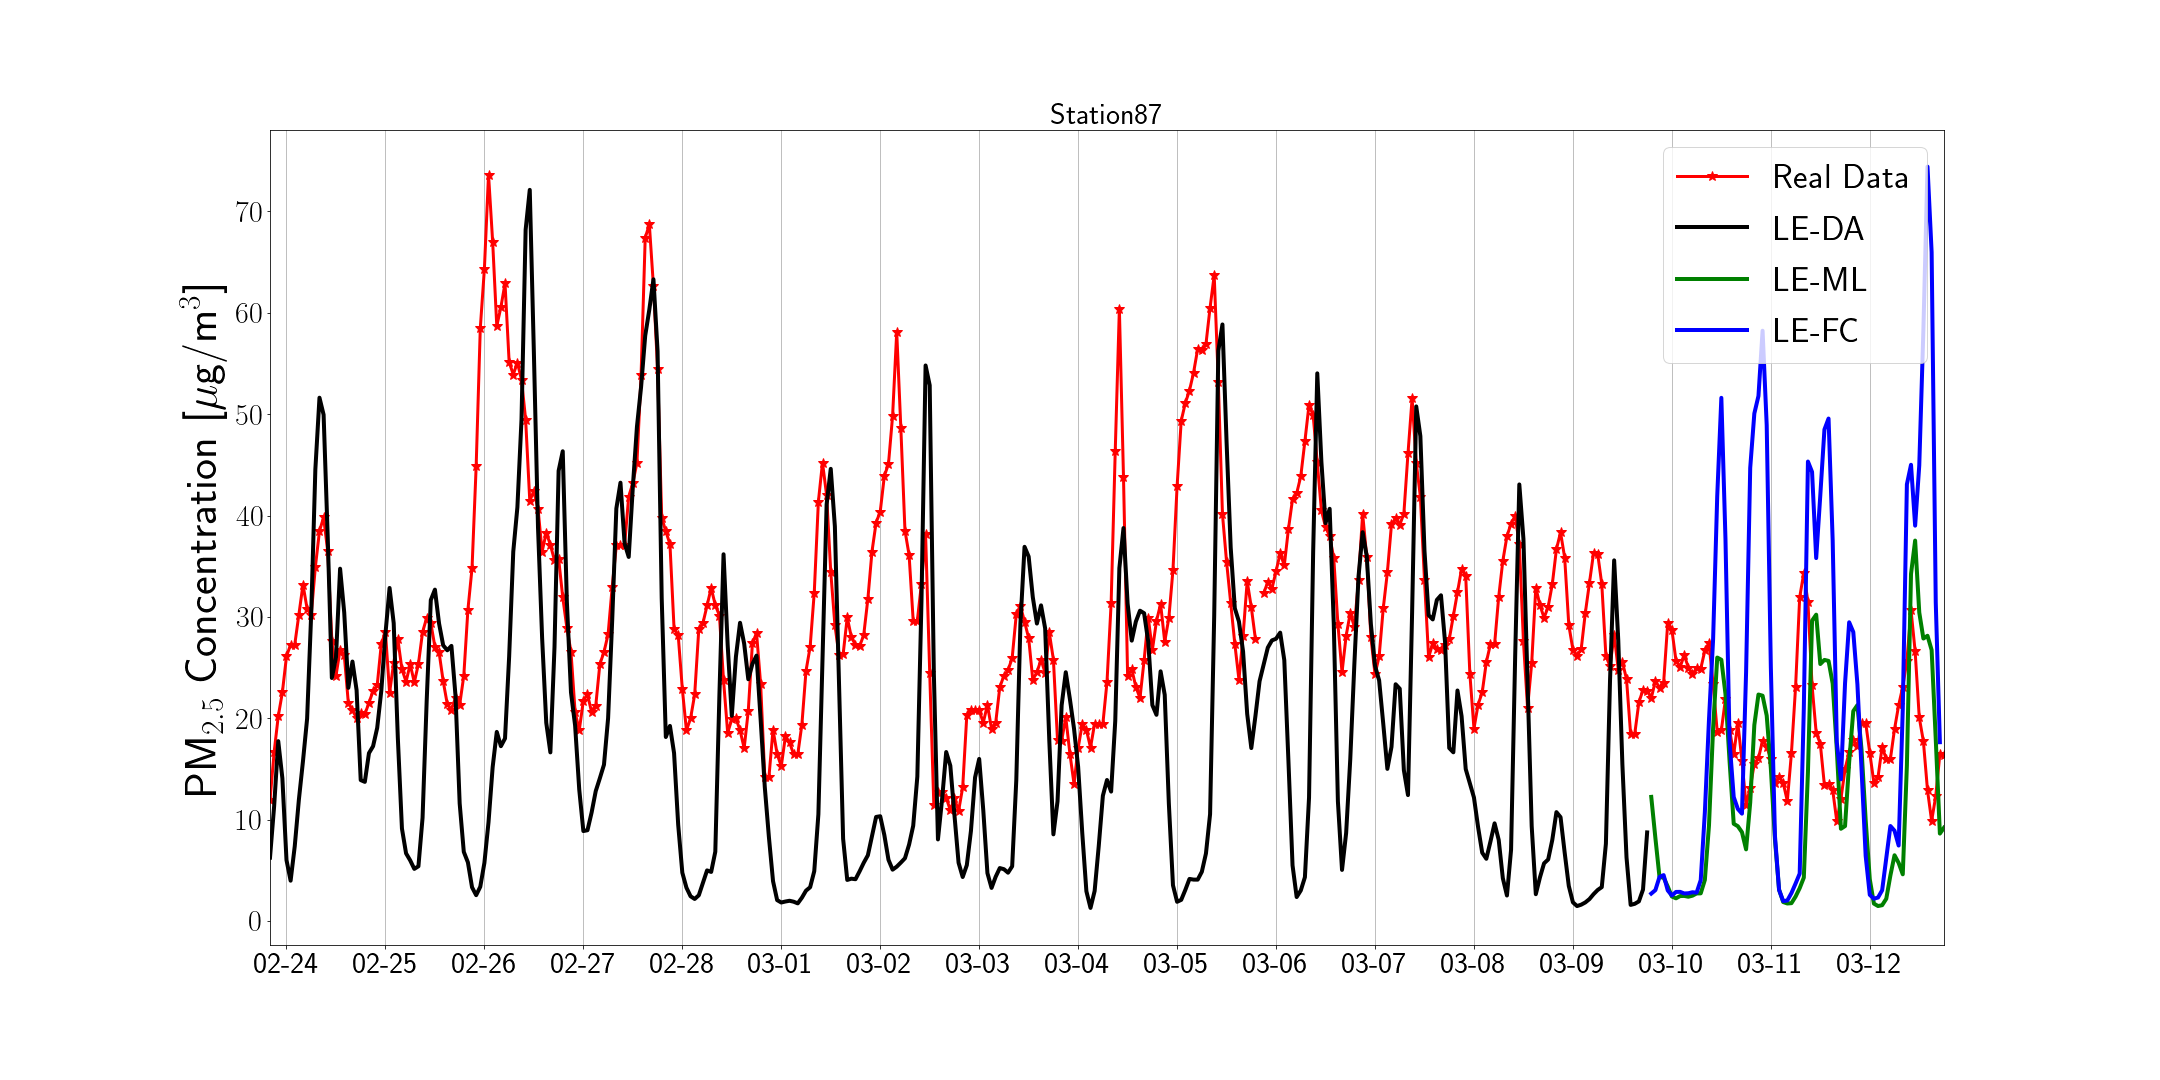 Station87
PM2.5 Concentration [μg/m³]
70
60
50
40
30
20
10
0
02-24 02-25 02-26 02-27 02-28 03-01 03-02 03-03 03-04 03-05 03-06 03-07 03-08 03-09 03-10 03-11 03-12
Real Data
LE-DA
LE-ML
LE-FC